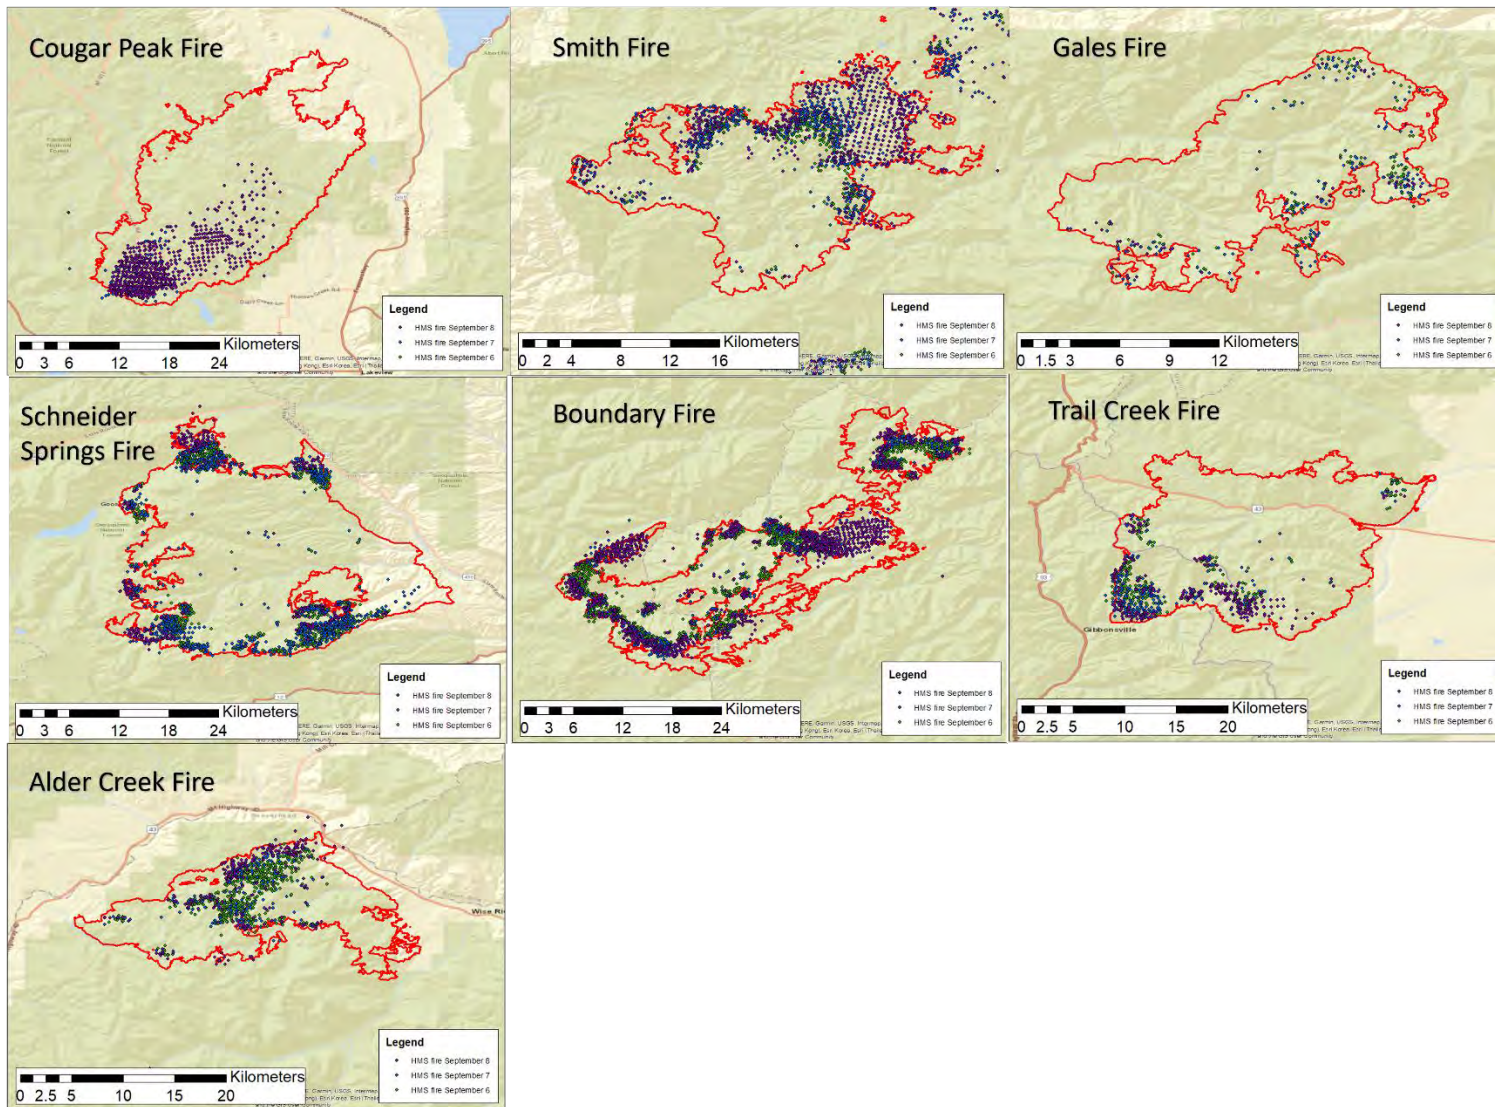 Cougar Peak Fire
Legend
HMS fire September 8
HMS fire September 7
HMS fire September 6
Kilometers
0 3 6 12 18 24
Lakeview
Smith Fire
Legend
HMS fire September 8
HMS fire September 7
HMS fire September 6
Kilometers
0 2 4 8 12 16
Gales Fire
Legend
HMS fire September 8
HMS fire September 7
HMS fire September 6
Kilometers
0 1.5 3 6 9 12
Schneider
Springs Fire
Legend
HMS fire September 8
HMS fire September 7
HMS fire September 6
Kilometers
0 3 6 12 18 24
Boundary Fire
Legend
HMS fire September 8
HMS fire September 7
HMS fire September 6
Kilometers
0 3 6 12 18 24
Trail Creek Fire
43
Gibbonsville
Legend
HMS fire September 8
HMS fire September 7
HMS fire September 6
Kilometers
0 2.5 5 10 20
Alder Creek Fire
43
Wise Ri
Legend
HMS fire September 8
HMS fire September 7
HMS fire September 6
Kilometers
0 2.5 5 10 15 20